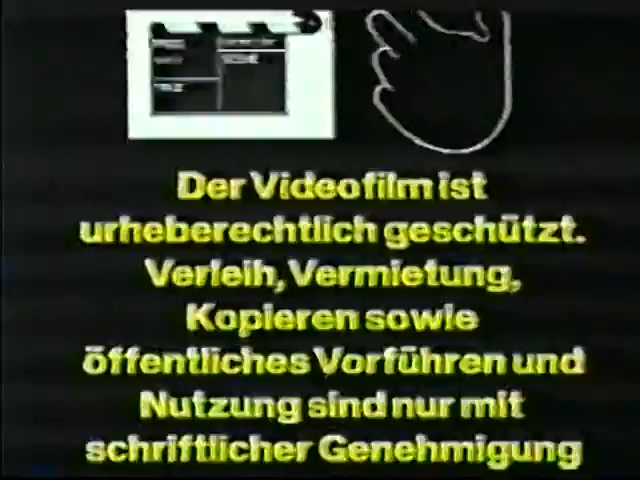 Der Videofilm ist
urheberechtlich geschützt.
Verleih, Vermietung,
Kopieren sowie
öffentliches Vorführen und
Nutzung sind nur mit
schriftlicher Genehmigung